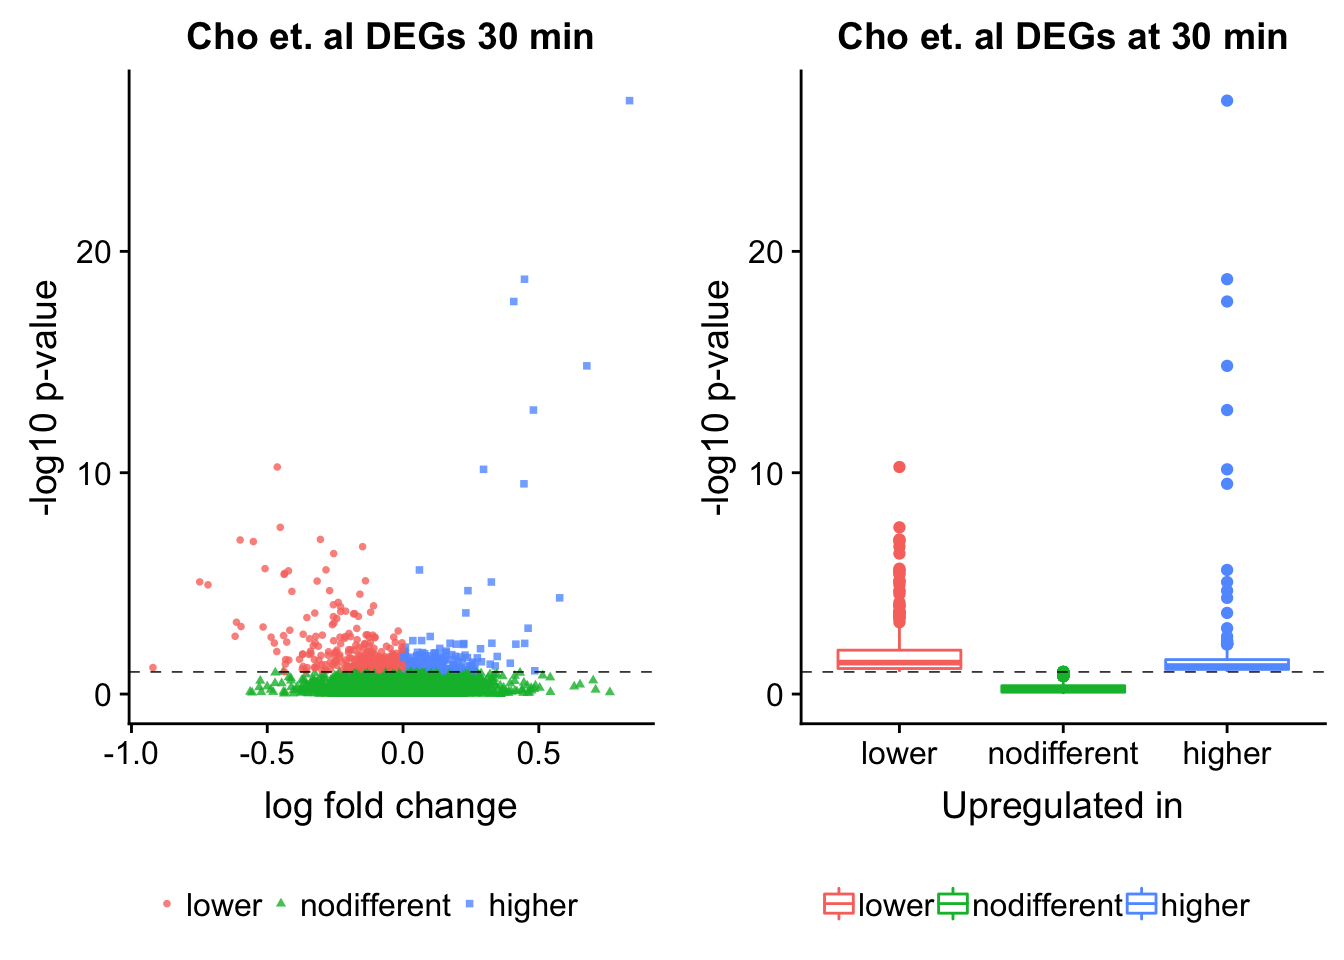 Cho et. al DEGs 30 min
-log10 p-value
20
10
0
-1.0 -0.5 0.0 0.5
log fold change
lower nodifferent higher
Cho et. al DEGs at 30 min
-log10 p-value
20
10
0
lower nodifferent higher
Upregulated in
lower nodifferent higher